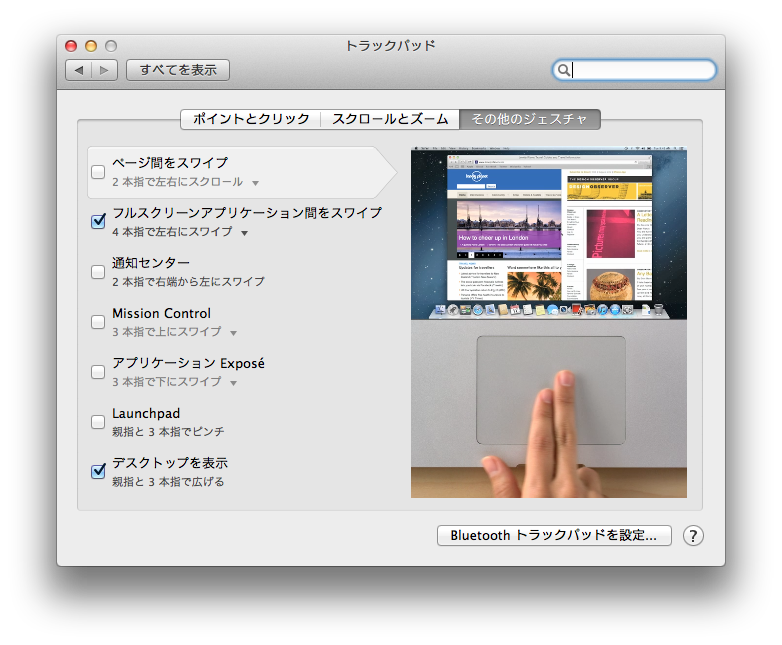 トラックパッド
すべてを表示
ポイントとクリック
スクロールとズーム
その他のジェスチャ
ページ間をスワイプ
2 本指で左右にスクロール
フルスクリーンアプリケーション間をスワイプ
4 本指で左右にスワイプ
通知センター
2 本指で右端から左にスワイプ
Mission Control
3 本指で上にスワイプ
アプリケーション Exposé
3 本指で下にスワイプ
Launchpad
親指と 3 本指でピンチ
デスクトップを表示
親指と 3 本指で広げる
lonely planet
DESIGN OBSERVER
How to cheer up in London
Quizzes for travellers
Bluetooth トラックパッドを設定...
?